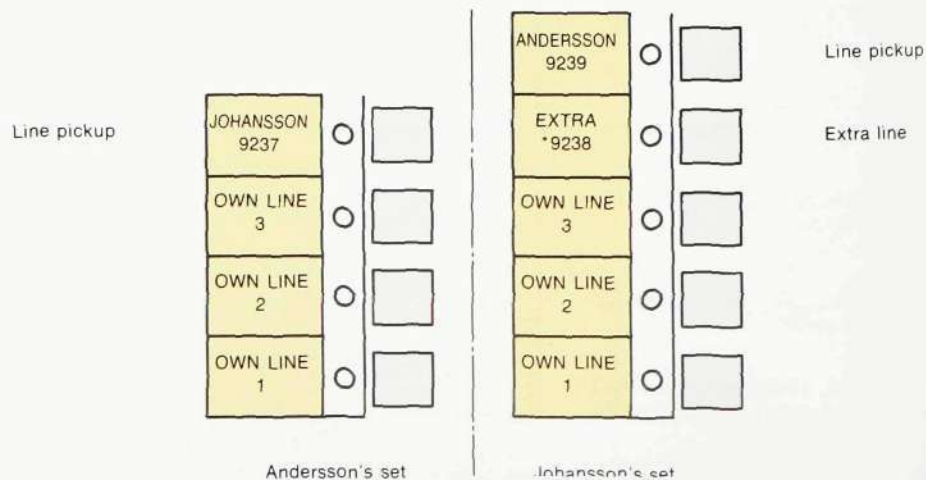 Line pickup
JOHANSSON
9237
OWN LINE
3
OWN LINE
2
OWN LINE
1
Andersson's set
ANDERSSON
9239
EXTRA
*9238
OWN LINE
3
OWN LINE
2
OWN LINE
1
Line pickup
Extra line
Johansson's set